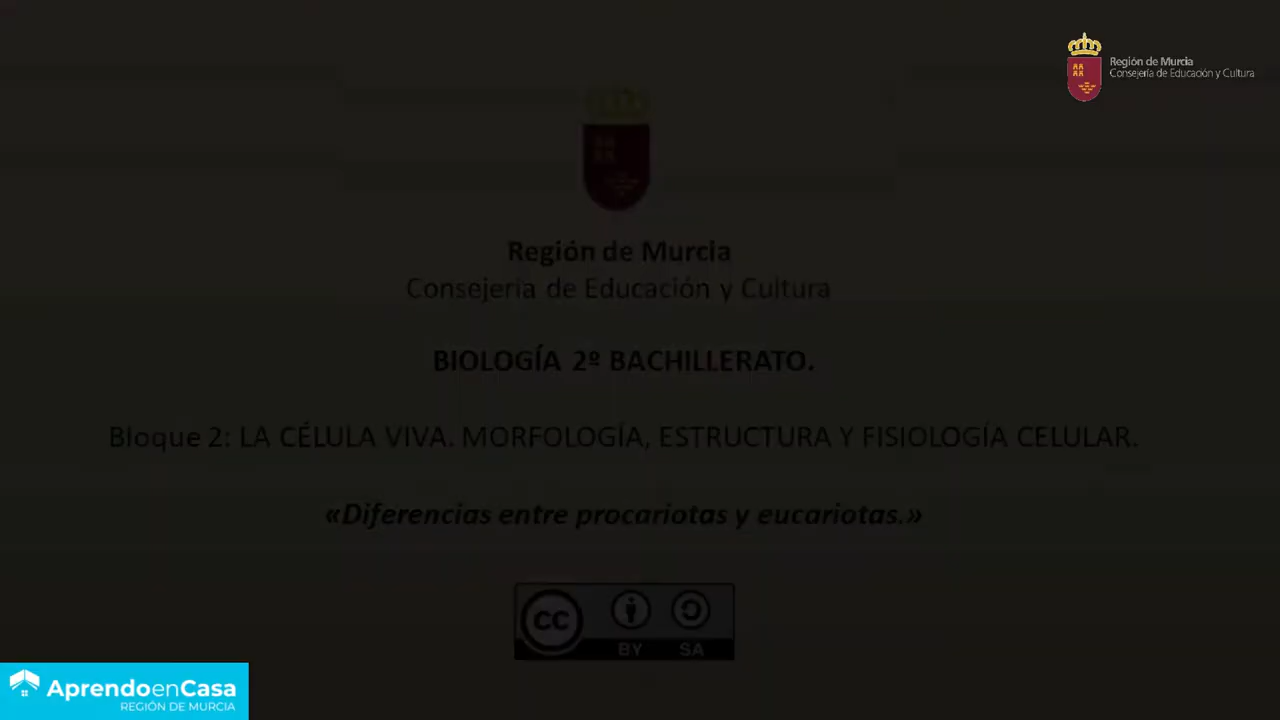 Región de Murcia
Consejería de Educación y Cultura
Región de Murcia
Consejería de Educación y Cultura
BIOLOGÍA 2º BACHILLERATO.
Bloque 2: LA CÉLULA VIVA. MORFOLOGÍA, ESTRUCTURA Y FISIOLOGÍA CELULAR.
«Diferencias entre procariotas y eucariotas.»
CC
BY SA
AprendoenCasa
REGIÓN DE MURCIA